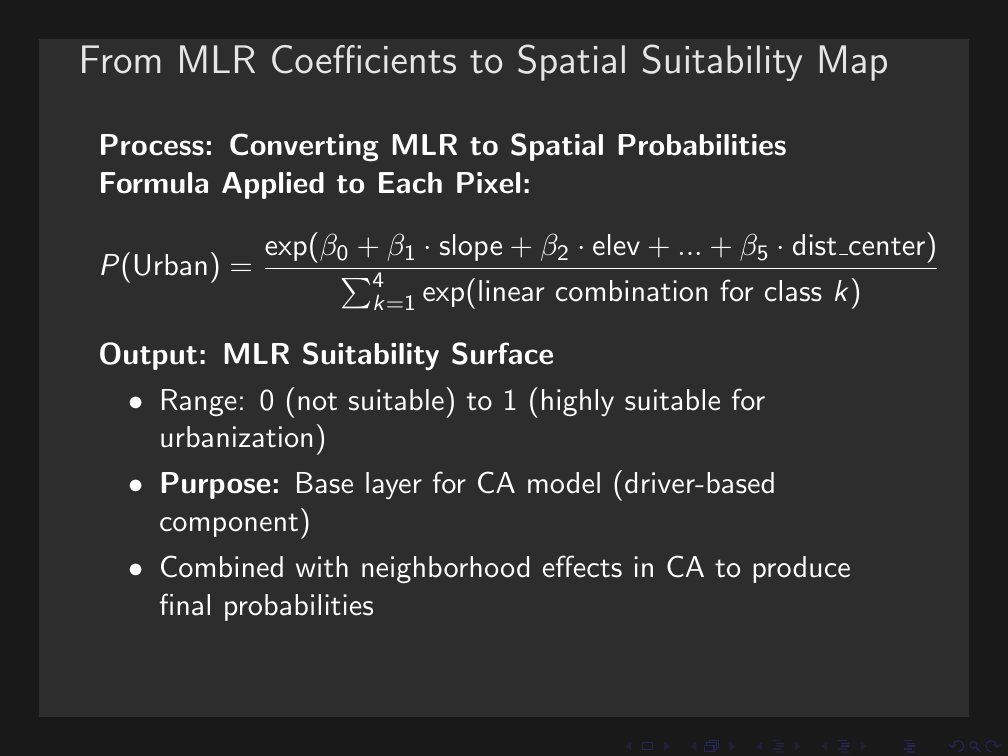 From MLR Coefficients to Spatial Suitability Map
Process: Converting MLR to Spatial Probabilities
Formula Applied to Each Pixel:
P(Urban) = exp(β₀ + β₁ · slope + β₂ · elev + ... + β₅ · dist_center) / ∑⁴ₖ₌₁ exp(linear combination for class k)
Output: MLR Suitability Surface
• Range: 0 (not suitable) to 1 (highly suitable for
urbanization)
• Purpose: Base layer for CA model (driver-based
component)
• Combined with neighborhood effects in CA to produce
final probabilities